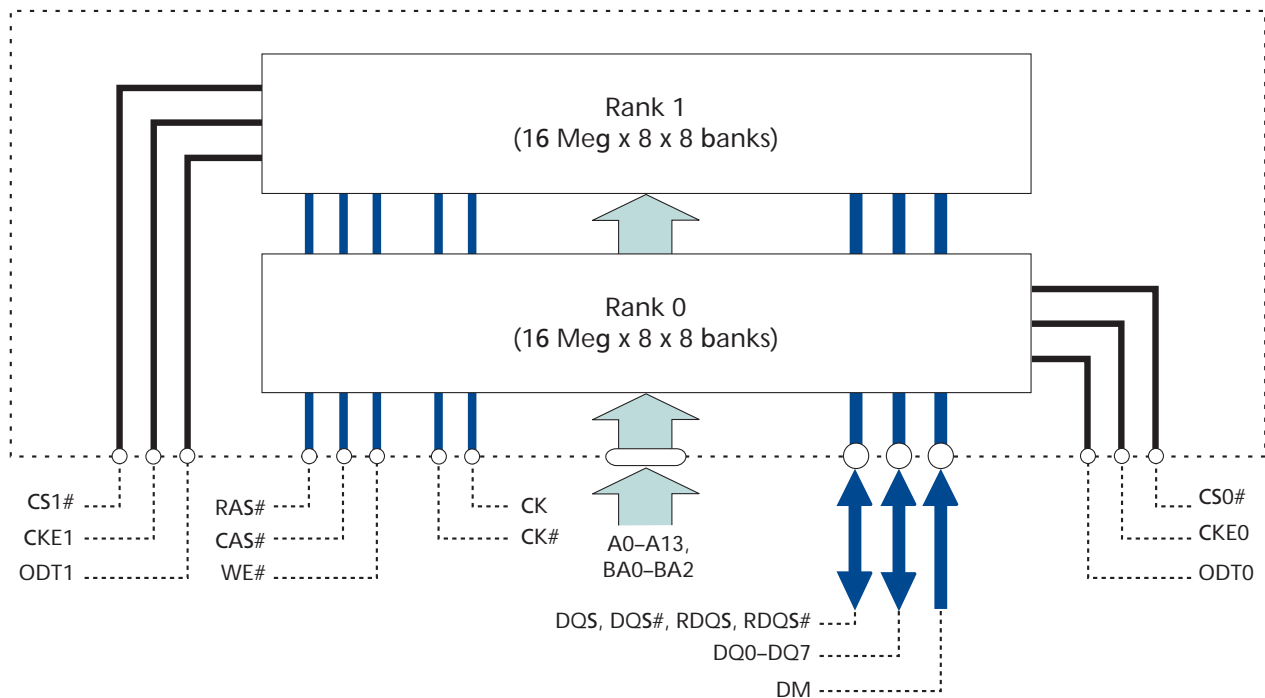 Rank 1
(16 Meg x 8 x 8 banks)
Rank 0
(16 Meg x 8 x 8 banks)
CS1#
CKE1
ODT1
RAS#
CAS#
WE#
CK
CK#
A0–A13,
BA0–BA2
CS0#
CKE0
ODT0
DQS, DQS#, RDQS, RDQS#
DQ0–DQ7
DM